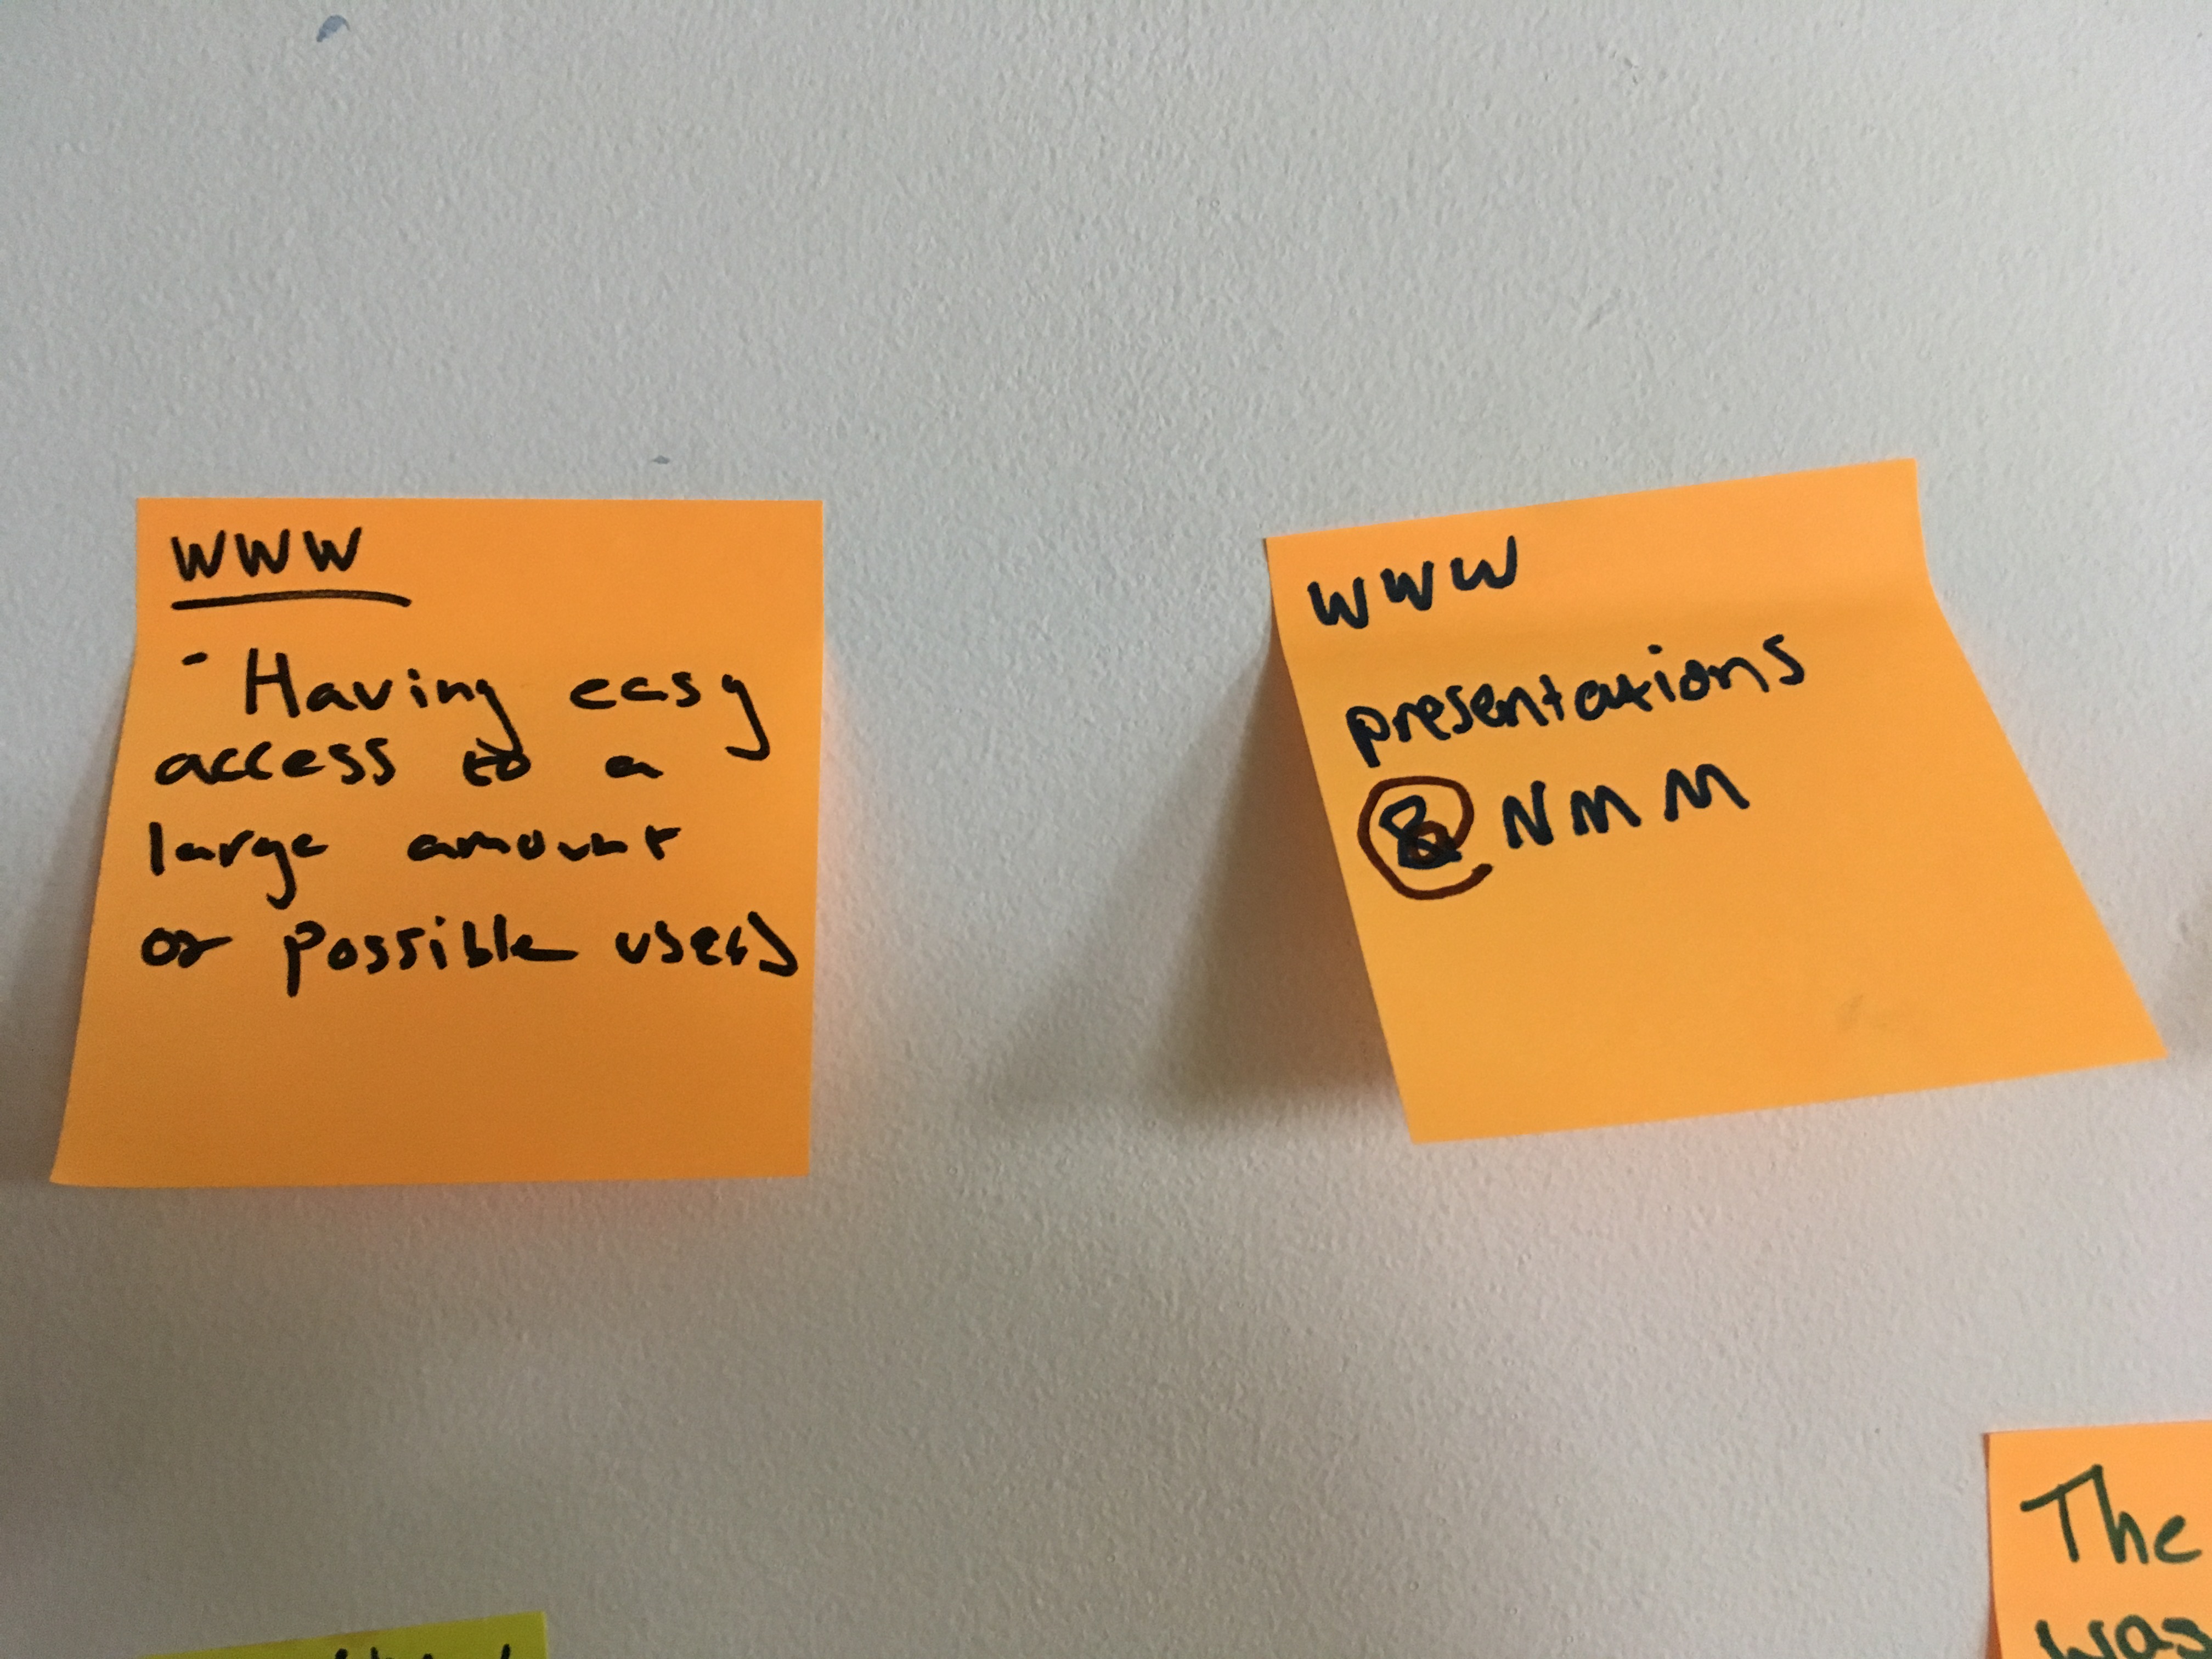 WWW
- Having easy
access to a
large amount
or possible users
WWW
presentations
@ NMM
The
was